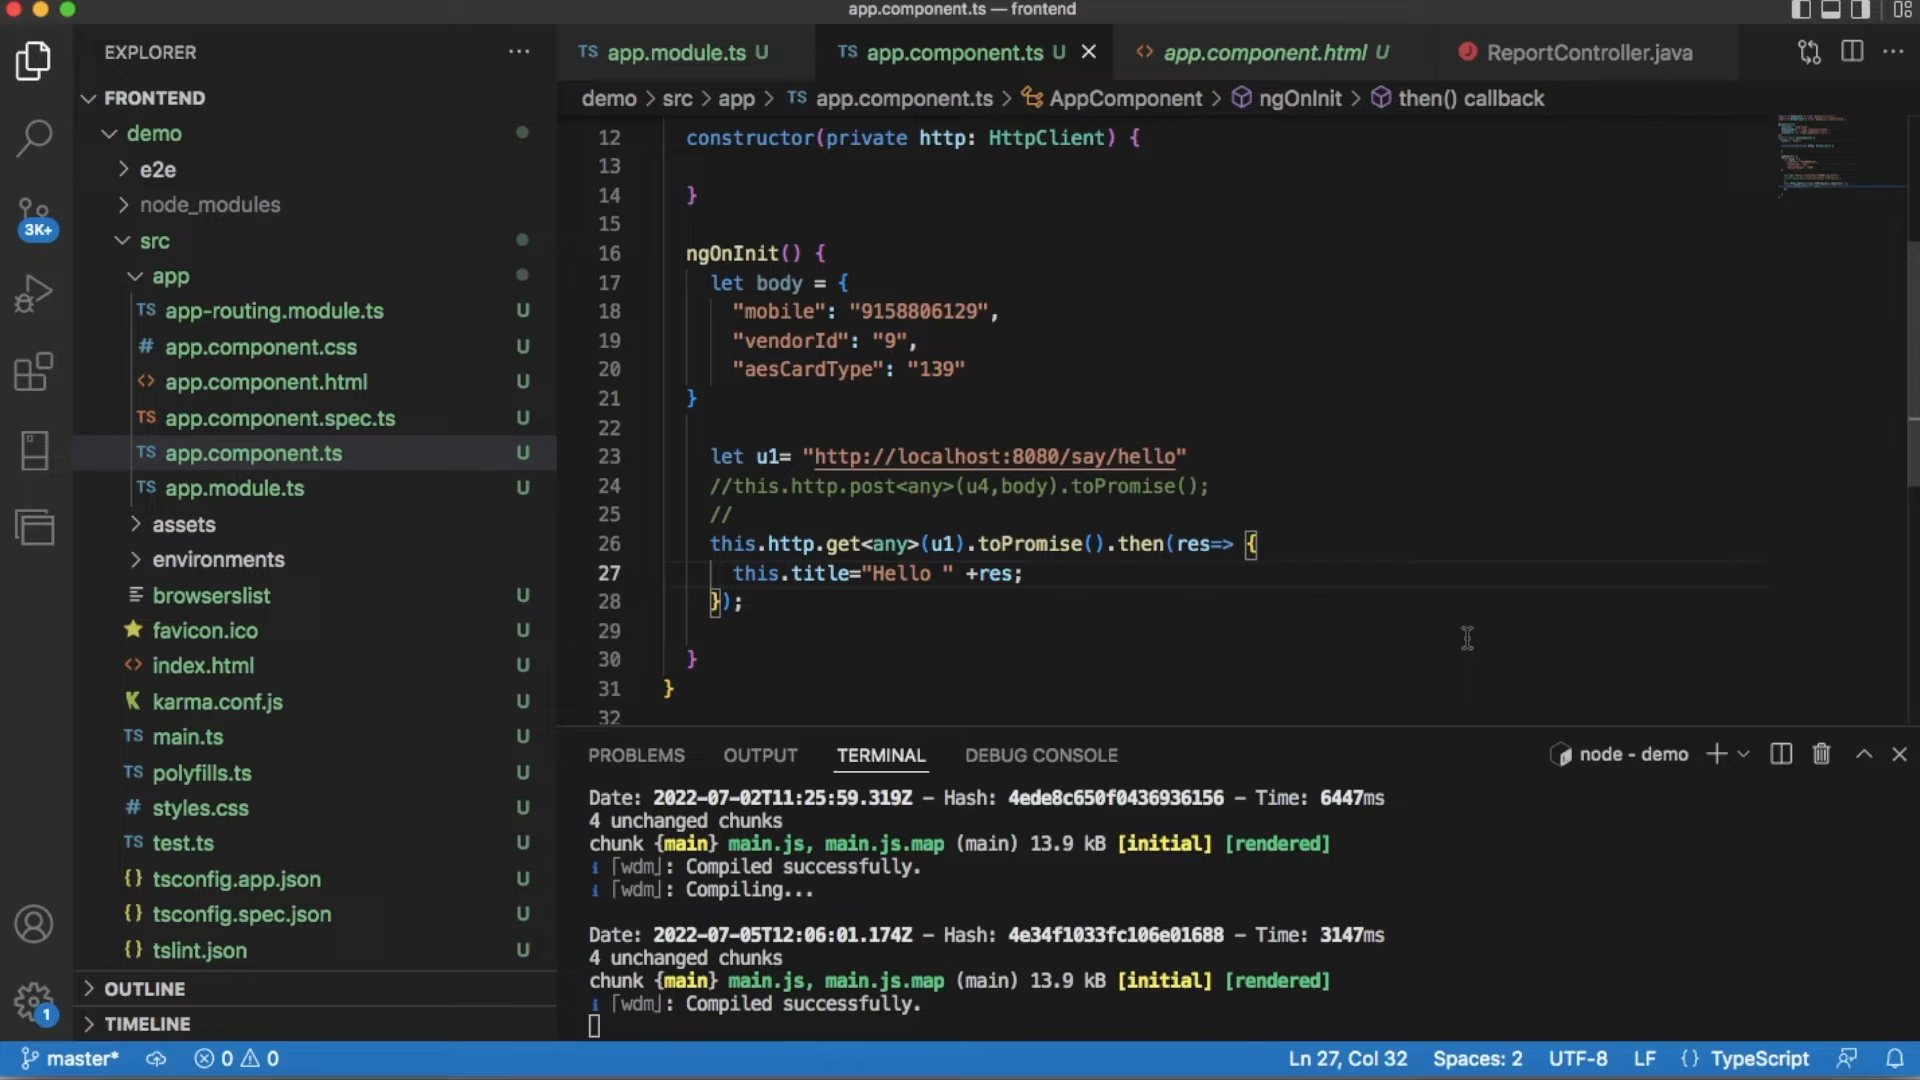 app.component.ts — frontend
EXPLORER
FRONTEND
demo
e2e
node_modules
src
app
TS app-routing.module.ts U
# app.component.css U
<> app.component.html U
TS app.component.spec.ts U
TS app.component.ts U
TS app.module.ts U
assets
environments
browserslist U
favicon.ico U
<> index.html U
K karma.conf.js U
TS main.ts U
TS polyfills.ts U
# styles.css U
TS test.ts U
{} tsconfig.app.json U
{} tsconfig.spec.json U
{} tslint.json U
OUTLINE
TIMELINE
3K+
1
TS app.module.ts U
TS app.component.ts U
<> app.component.html U
J ReportController.java
demo > src > app > TS app.component.ts > AppComponent > ngOnInit > then() callback
12 constructor(private http: HttpClient) {
13
14 }
15
16 ngOnInit() {
17 let body = {
18 "mobile": "9158806129",
19 "vendorId": "9",
20 "aesCardType": "139"
21 }
22
23 let u1= "http://localhost:8080/say/hello"
24 //this.http.post<any>(u4,body).toPromise();
25 //
26 this.http.get<any>(u1).toPromise().then(res=> {
27 this.title="Hello " +res;
28 });
29
30 }
31 }
32
PROBLEMS OUTPUT TERMINAL DEBUG CONSOLE
node - demo
Date: 2022-07-02T11:25:59.319Z – Hash: 4ede8c650f0436936156 – Time: 6447ms
4 unchanged chunks
chunk {main} main.js, main.js.map (main) 13.9 kB [initial] [rendered]
ℹ ｢wdm｣: Compiled successfully.
ℹ ｢wdm｣: Compiling...
Date: 2022-07-05T12:06:01.174Z – Hash: 4e34f1033fc106e01688 – Time: 3147ms
4 unchanged chunks
chunk {main} main.js, main.js.map (main) 13.9 kB [initial] [rendered]
ℹ ｢wdm｣: Compiled successfully.
master* 0 0
Ln 27, Col 32 Spaces: 2 UTF-8 LF {} TypeScript